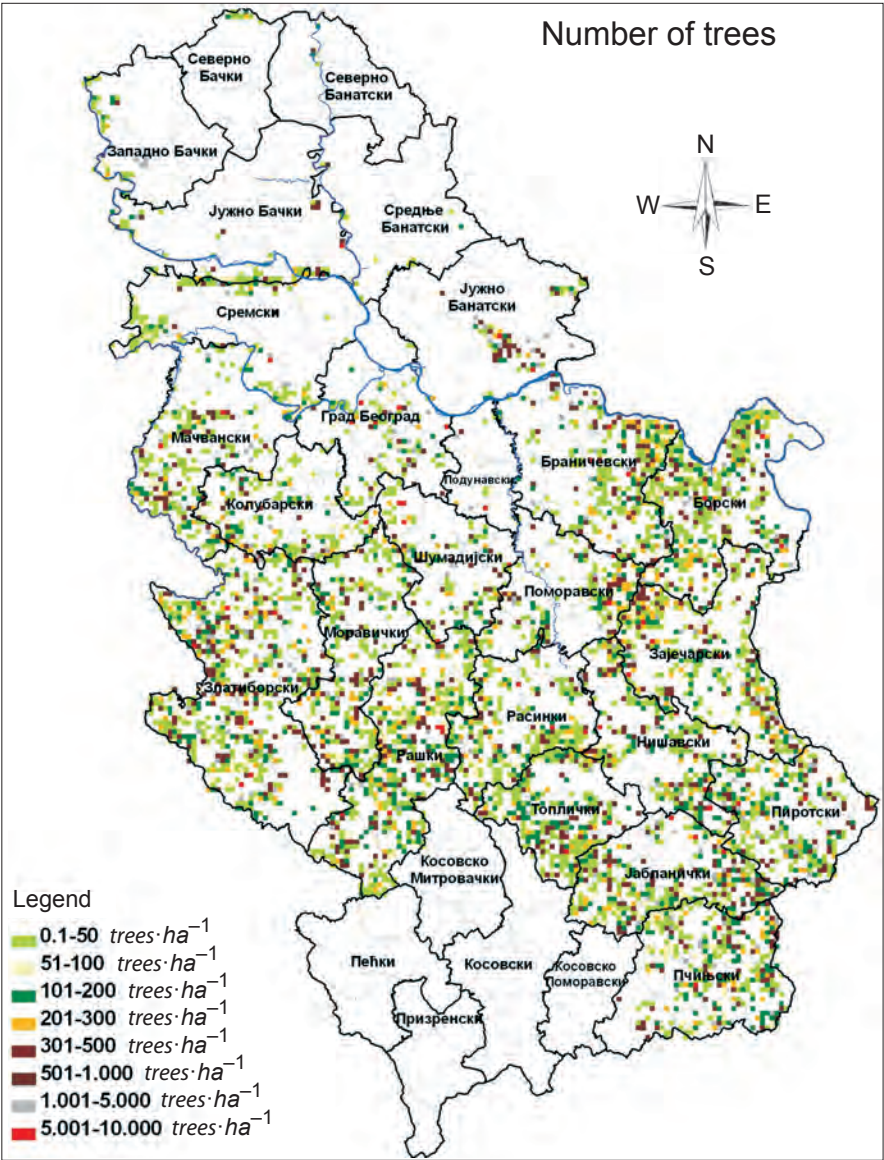 Number of trees
N
W E
S
Северно
Бачки
Северно
Банатски
Западно Бачки
Јужно Бачки
Средње
Банатски
Јужно
Банатски
Сремски
Град Београд
Мачвански
Подунавски
Браничевски
Колубарски
Борски
Шумадијски
Поморавски
Моравички
Зајечарски
Златиборски
Расинки
Нишавски
Рашки
Топлички
Пиротски
Косовско
Митровачки
Јабланички
Пећки
Косовски
Косовско
Поморавски
Пчињски
Призренски
Legend
0.1-50 trees·ha⁻¹
51-100 trees·ha⁻¹
101-200 trees·ha⁻¹
201-300 trees·ha⁻¹
301-500 trees·ha⁻¹
501-1.000 trees·ha⁻¹
1.001-5.000 trees·ha⁻¹
5.001-10.000 trees·ha⁻¹